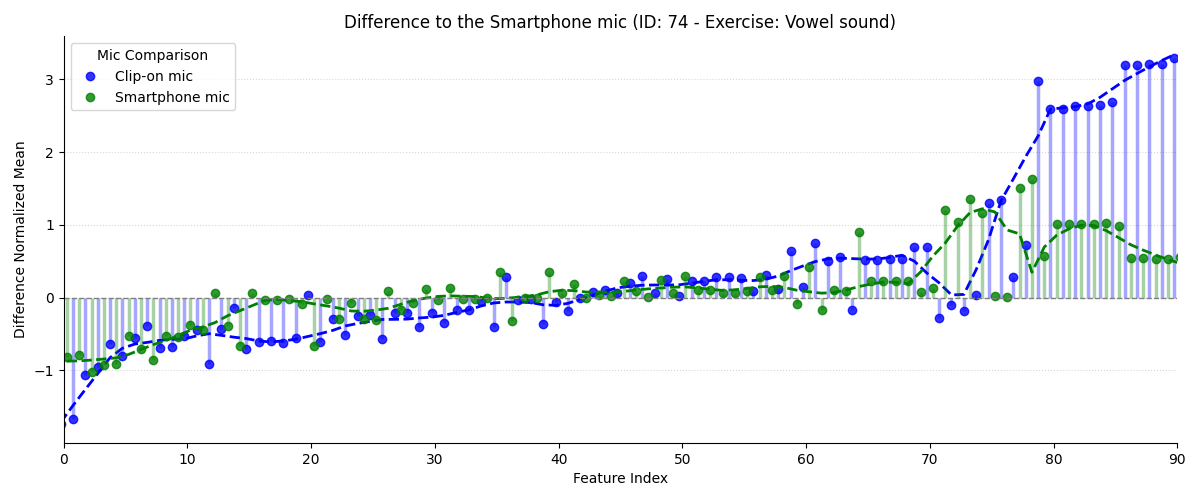 Difference to the Smartphone mic (ID: 74 - Exercise: Vowel sound)
Mic Comparison
Clip-on mic
Smartphone mic
Difference Normalized Mean
3
2
1
0
−1
0 10 20 30 40 50 60 70 80 90
Feature Index